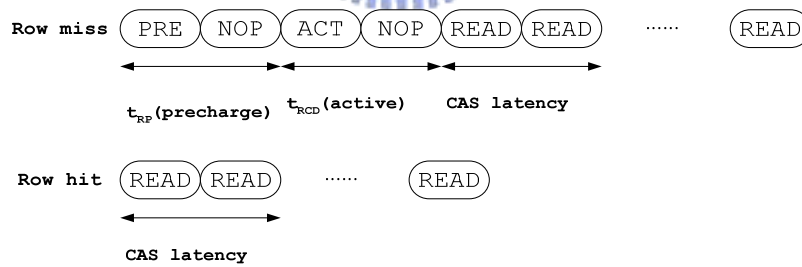 Row miss PRE NOP ACT NOP READ READ ...... READ
tRP(precharge) tRCD(active) CAS latency
Row hit READ READ ...... READ
CAS latency